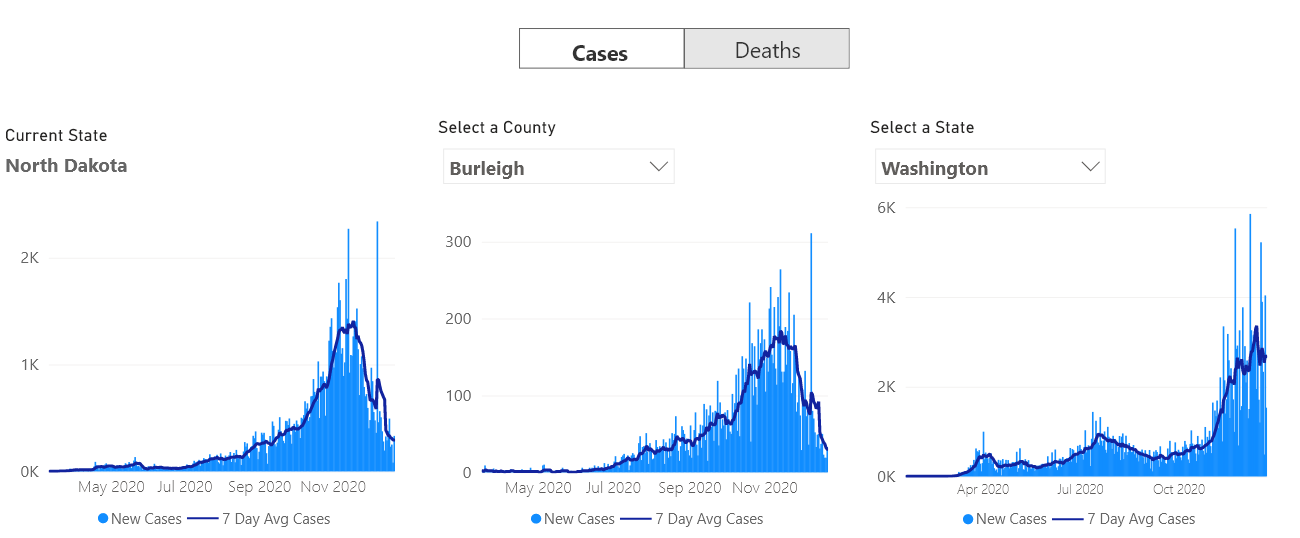 Cases
Deaths
Current State
North Dakota
2K
1K
0K
May 2020 Jul 2020 Sep 2020 Nov 2020
New Cases 7 Day Avg Cases
Select a County
Burleigh
300
200
100
0
May 2020 Jul 2020 Sep 2020 Nov 2020
New Cases 7 Day Avg Cases
Select a State
Washington
6K
4K
2K
0K
Apr 2020 Jul 2020 Oct 2020
New Cases 7 Day Avg Cases